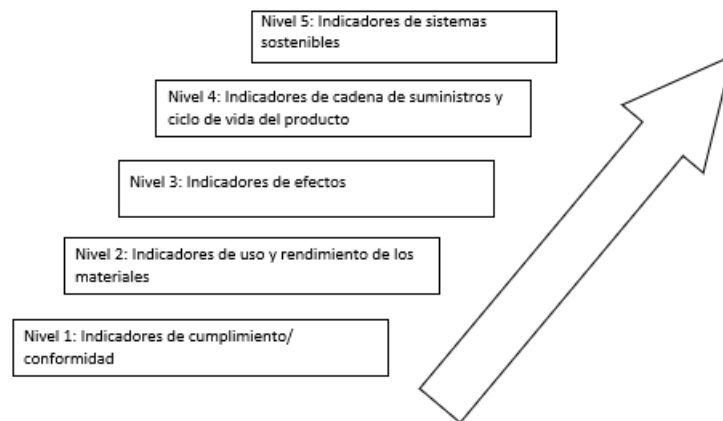 Nivel 5: Indicadores de sistemas
sostenibles
Nivel 4: Indicadores de cadena de suministros y
ciclo de vida del producto
Nivel 3: Indicadores de efectos
Nivel 2: Indicadores de uso y rendimiento de los
materiales
Nivel 1: Indicadores de cumplimiento/
conformidad